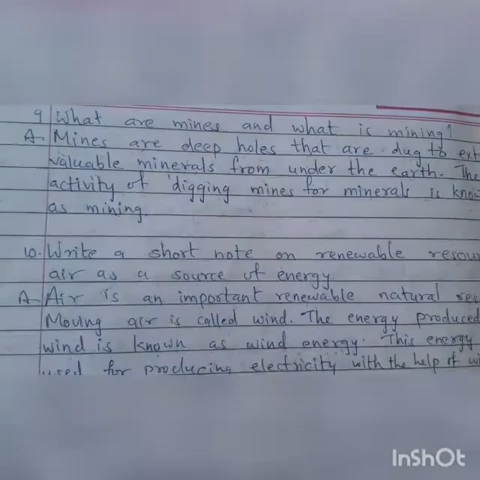 9 What are mines and what is mining?
A. Mines are deep holes that are dug to
valuable minerals from under the earth. The
activity of digging mines for minerals is
as mining.
10. Write a short note on renewable
air as a source of energy.
A. Air is an important renewable natural
Moving air is called wind. The energy produced
wind is known as wind energy. This energy
used for producing electricity with the help of
InShOt